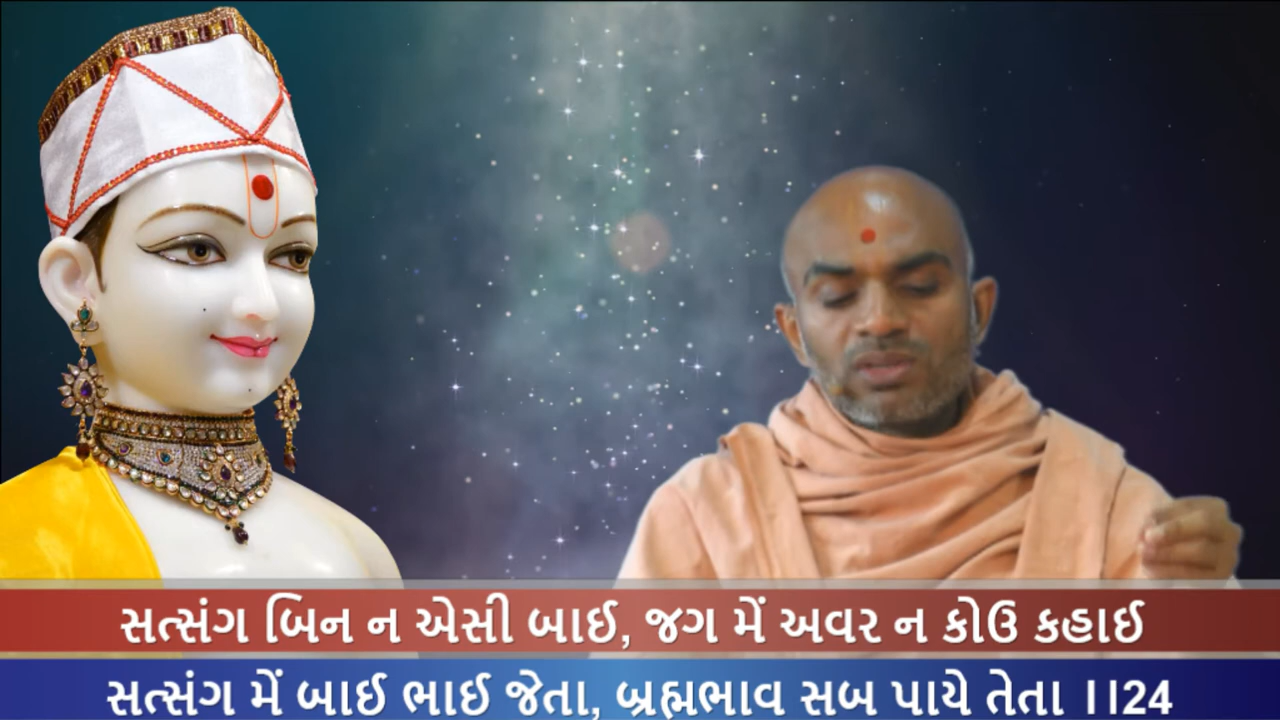 સત્સંગ બિન ન એસી બાઈ, જગ મેં અવર ન કોઉ કહાઈ
સત્સંગ મેં બાઈ ભાઈ જેતા, બ્રહ્મભાવ સબ પાયે તેતા ।।24